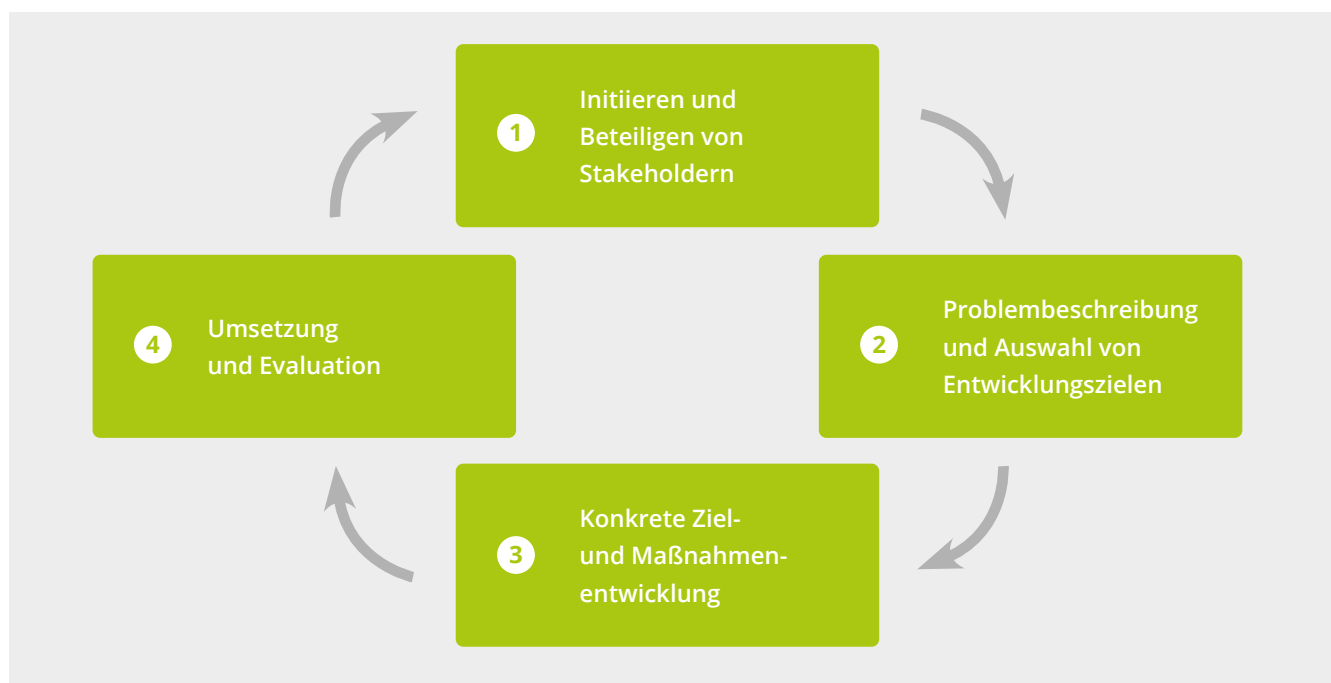 1
Initiieren und
Beteiligen von
Stakeholdern
2
Problembeschreibung
und Auswahl von
Entwicklungszielen
3
Konkrete Ziel-
und Maßnahmen-
entwicklung
4
Umsetzung
und Evaluation